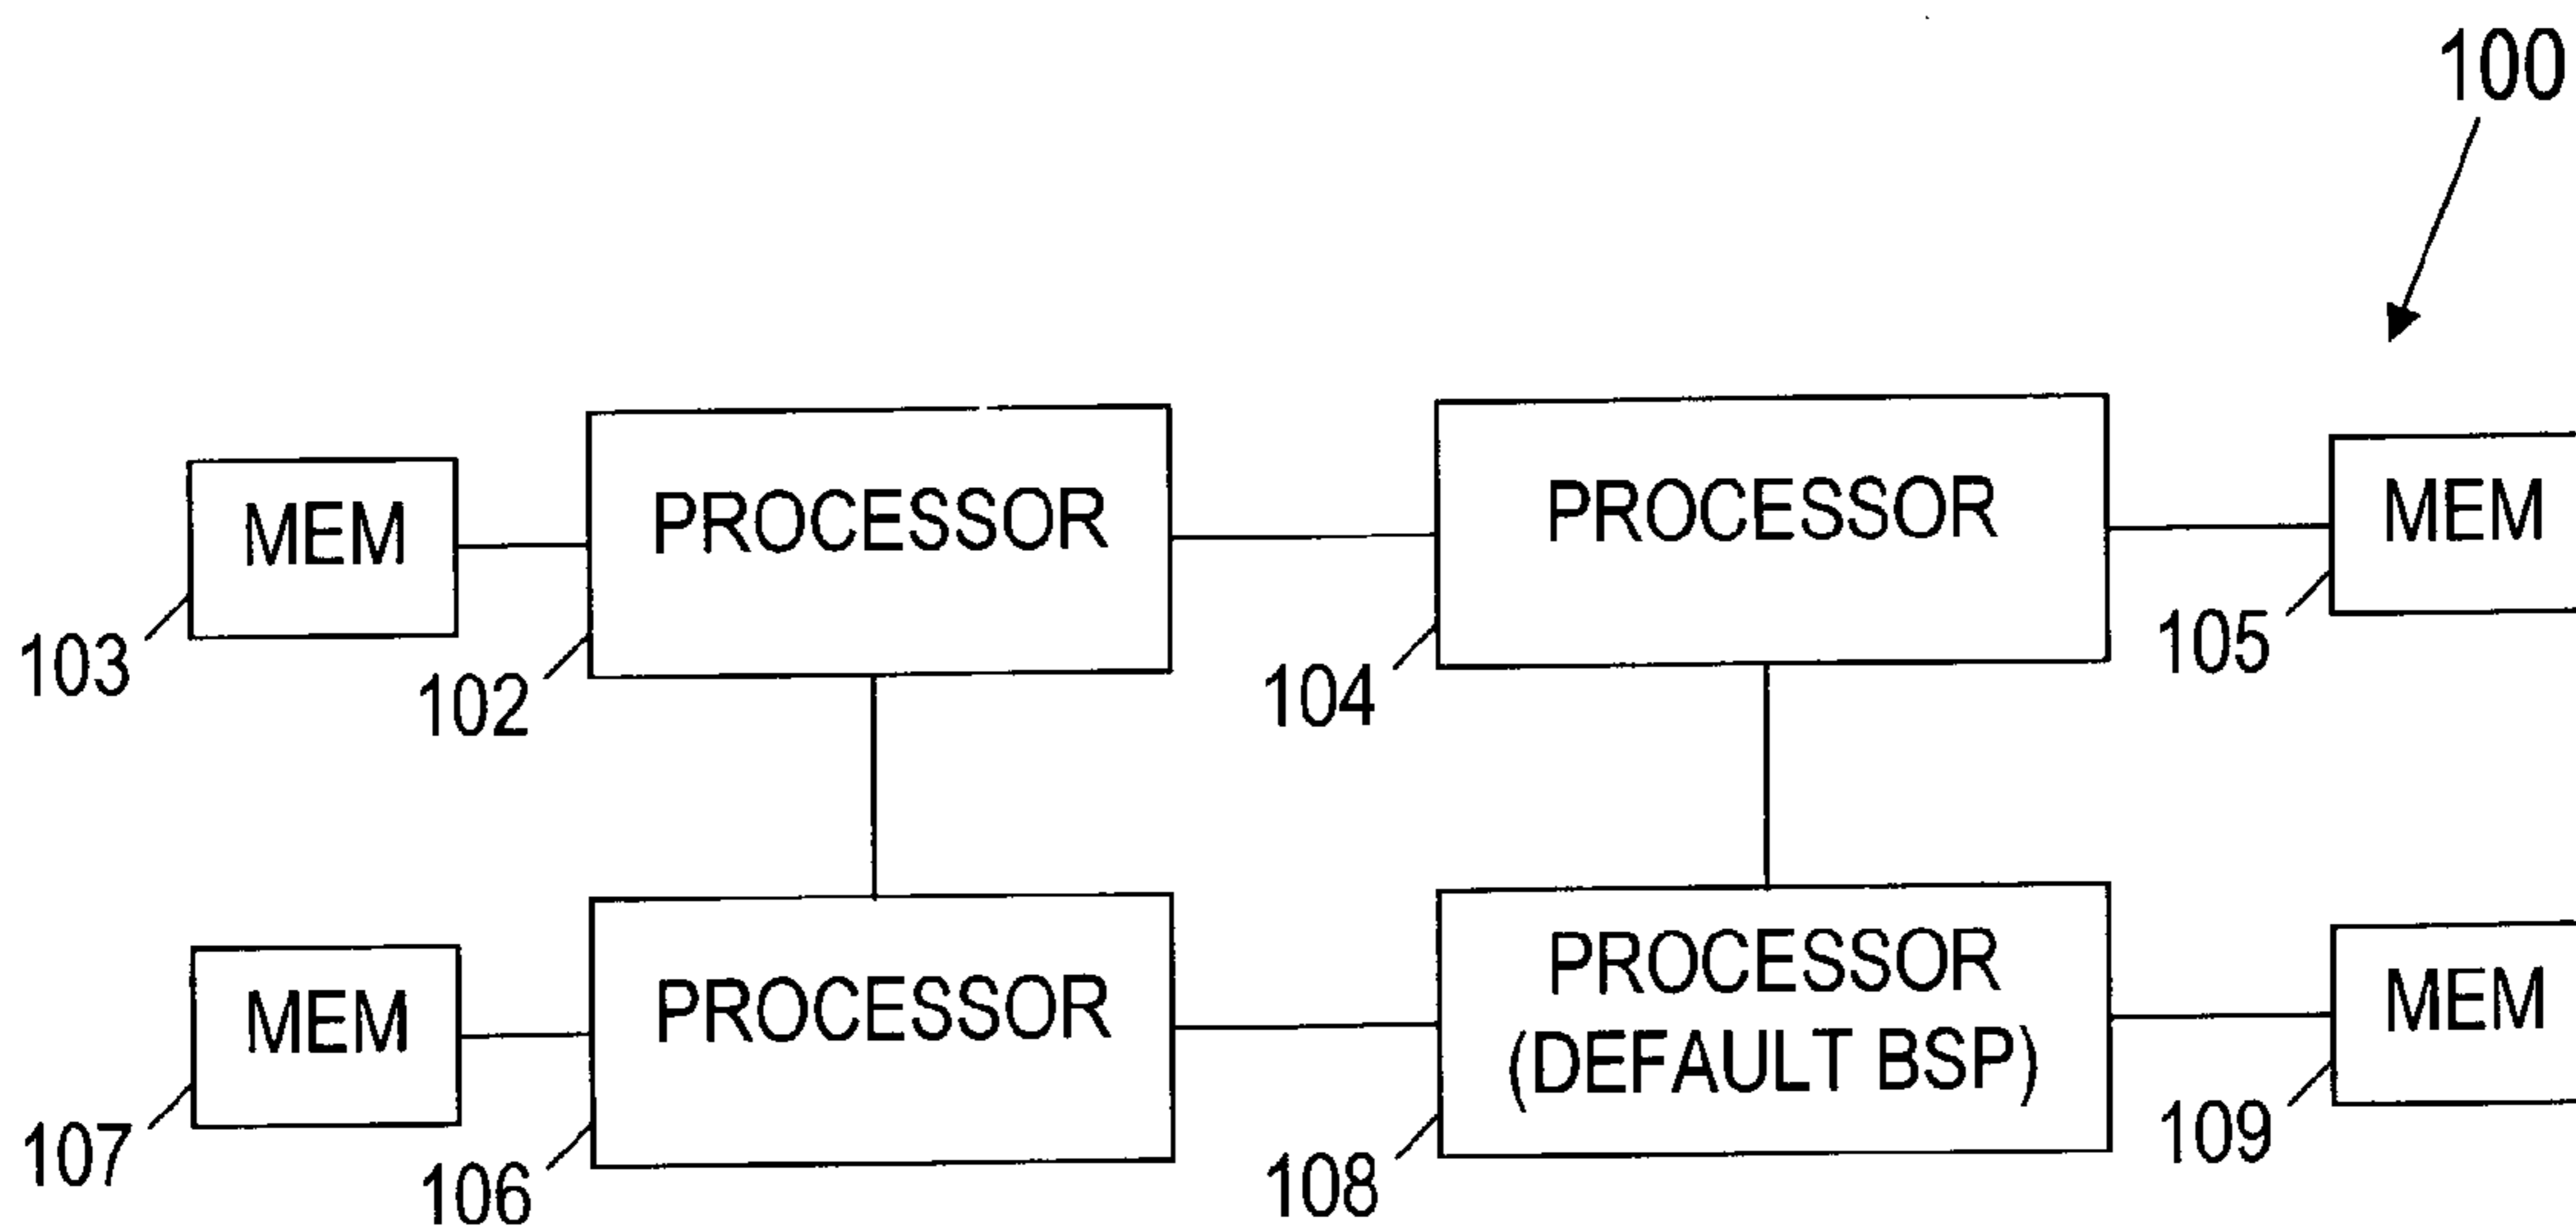 100
MEM
PROCESSOR
PROCESSOR
MEM
103
102
104
105
MEM
PROCESSOR
PROCESSOR
(DEFAULT BSP)
MEM
107
106
108
109